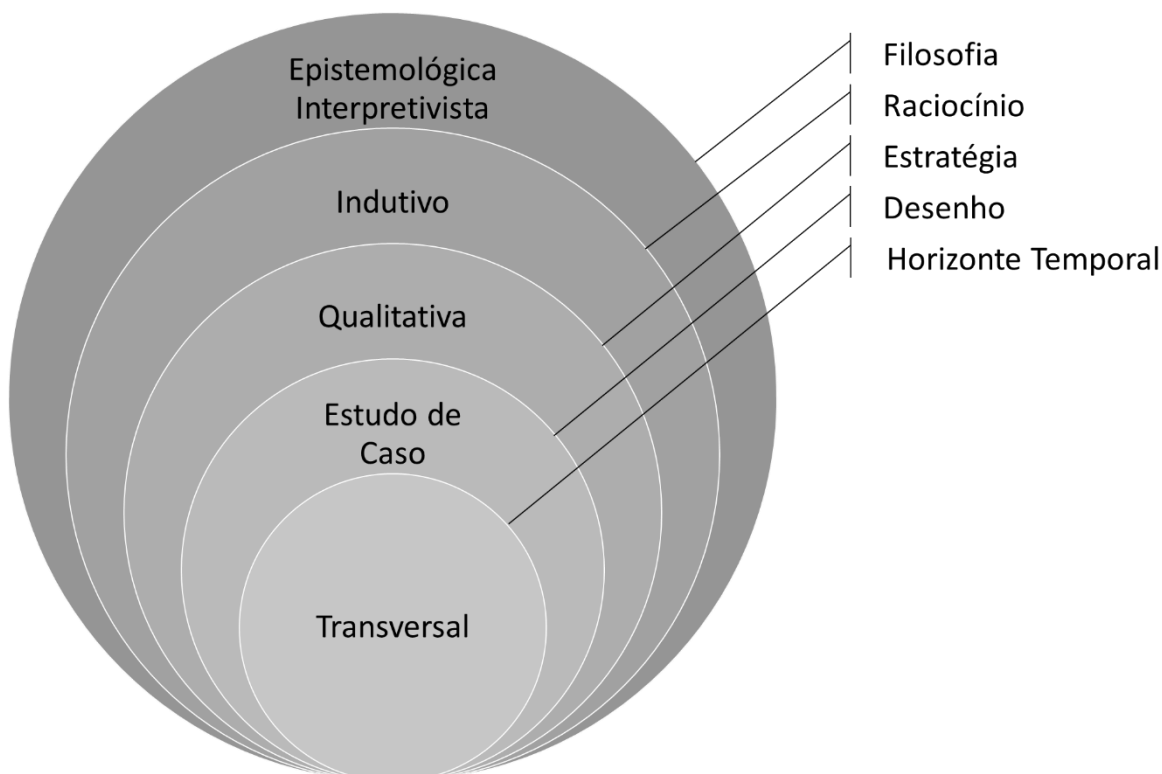 Epistemológica
Interpretivista
Indutivo
Qualitativa
Estudo de
Caso
Transversal
Filosofia
Raciocínio
Estratégia
Desenho
Horizonte Temporal